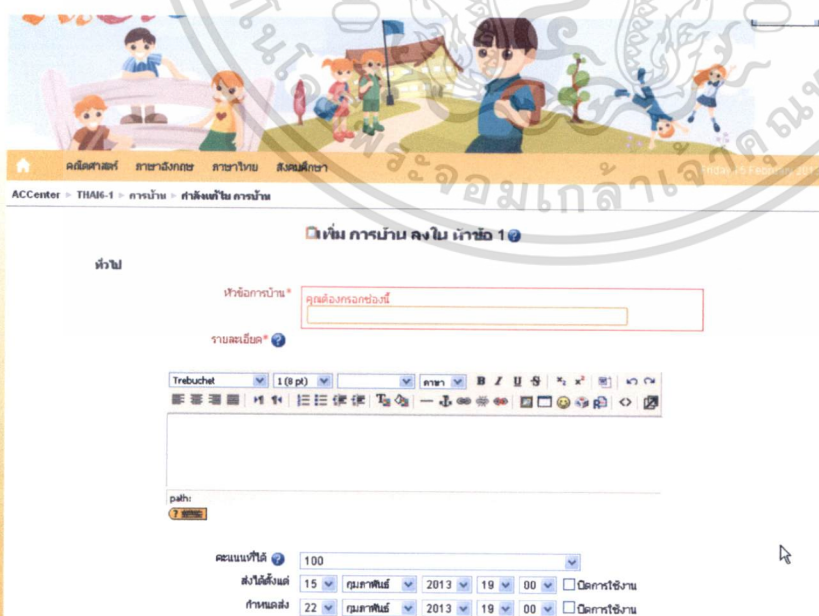 คณิตศาสตร์ ภาษาอังกฤษ ภาษาไทย สังคมศึกษา
Friday 15 February 2013
ACCenter ► THAI6-1 ► การบ้าน ► กำลังแก้ไข การบ้าน
เพิ่ม การบ้าน ลงใน หัวข้อ 1
ทั่วไป
หัวข้อการบ้าน*
คุณต้องกรอกช่องนี้
รายละเอียด*
Trebuchet 1 (8 pt) ภาษา B I U S
path:
คะแนนที่ได้ 100
ส่งได้ตั้งแต่ 15 กุมภาพันธ์ 2013 19 00 ปิดการใช้งาน
กำหนดส่ง 22 กุมภาพันธ์ 2013 19 00 ปิดการใช้งาน